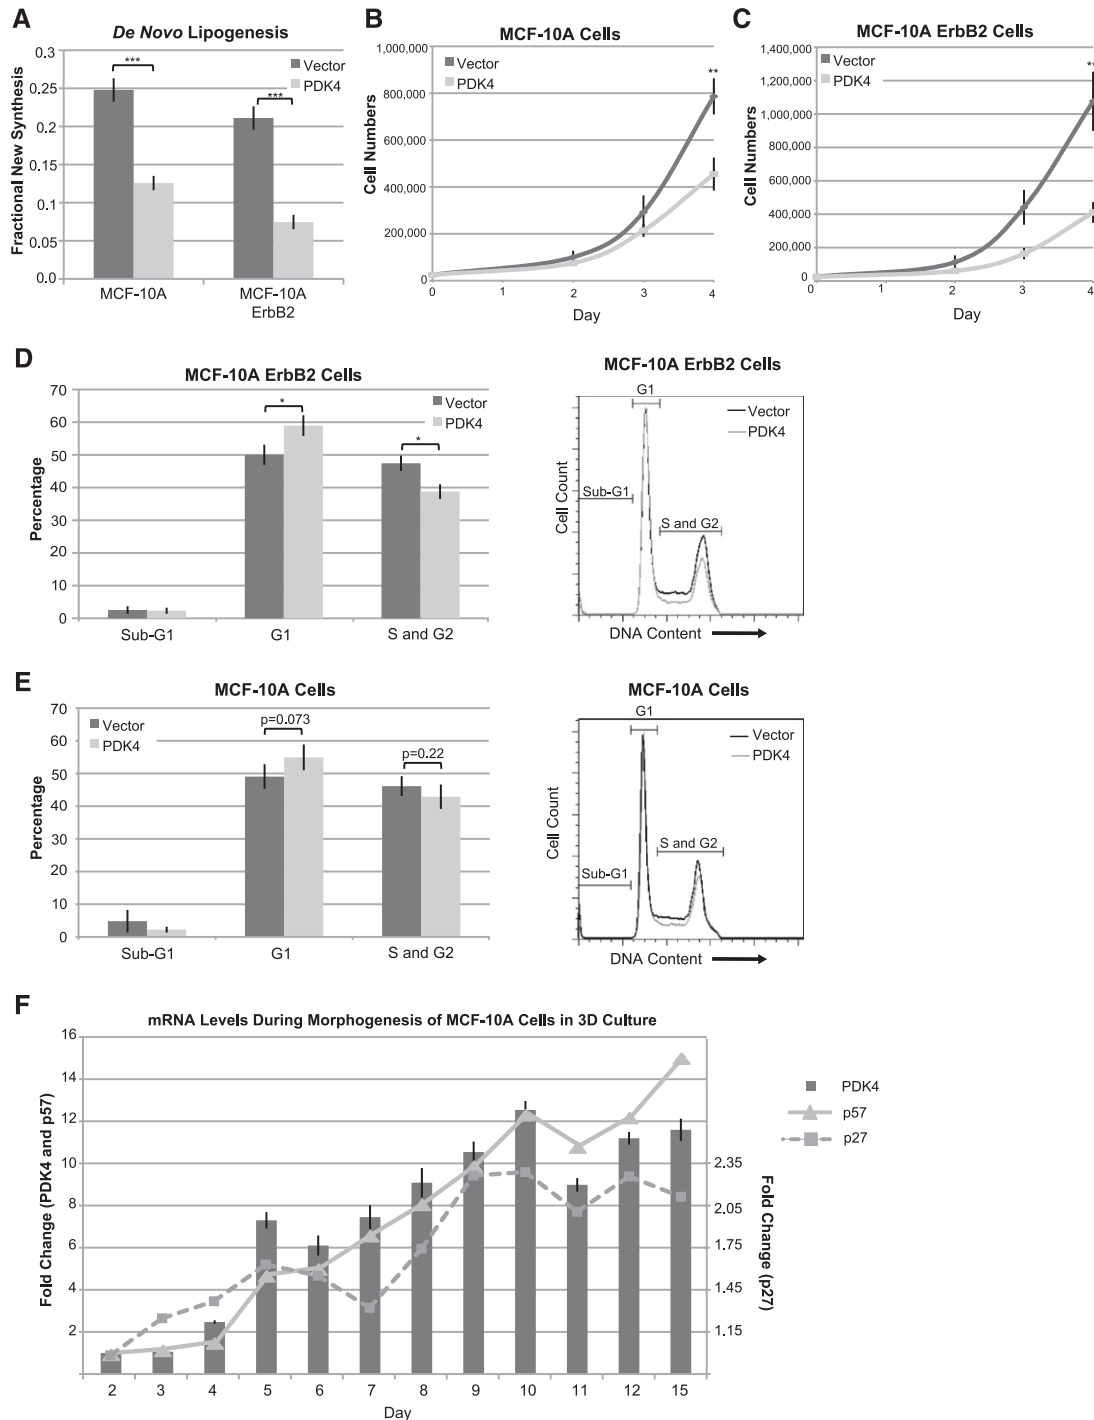 A
De Novo Lipogenesis
Fractional New Synthesis
0.3
0.25
0.2
0.15
0.1
0.05
0.0
***
***
Vector
PDK4
MCF-10A
MCF-10A
ErbB2
B
MCF-10A Cells
Cell Numbers
1,000,000
800,000
600,000
400,000
200,000
0
Vector
PDK4
**
0 1 2 3 4
Day
C
MCF-10A ErbB2 Cells
Cell Numbers
1,400,000
1,200,000
1,000,000
800,000
600,000
400,000
200,000
0
Vector
PDK4
**
0 1 2 3 4
Day
D
MCF-10A ErbB2 Cells
Percentage
70
60
50
40
30
20
10
0
*
*
Vector
PDK4
Sub-G1 G1 S and G2
MCF-10A ErbB2 Cells
G1
Vector
PDK4
Sub-G1
S and G2
Cell Count
DNA Content
E
MCF-10A Cells
Percentage
70
60
50
40
30
20
10
0
Vector
PDK4
p=0.073
p=0.22
Sub-G1 G1 S and G2
MCF-10A Cells
G1
Vector
PDK4
S and G2
Sub-G1
Cell Count
DNA Content
F
mRNA Levels During Morphogenesis of MCF-10A Cells in 3D Culture
Fold Change (PDK4 and p57)
16
14
12
10
8
6
4
2
2.35
2.05
1.75
1.45
1.15
Fold Change (p27)
PDK4
p57
p27
2 3 4 5 6 7 8 9 10 11 12 15
Day